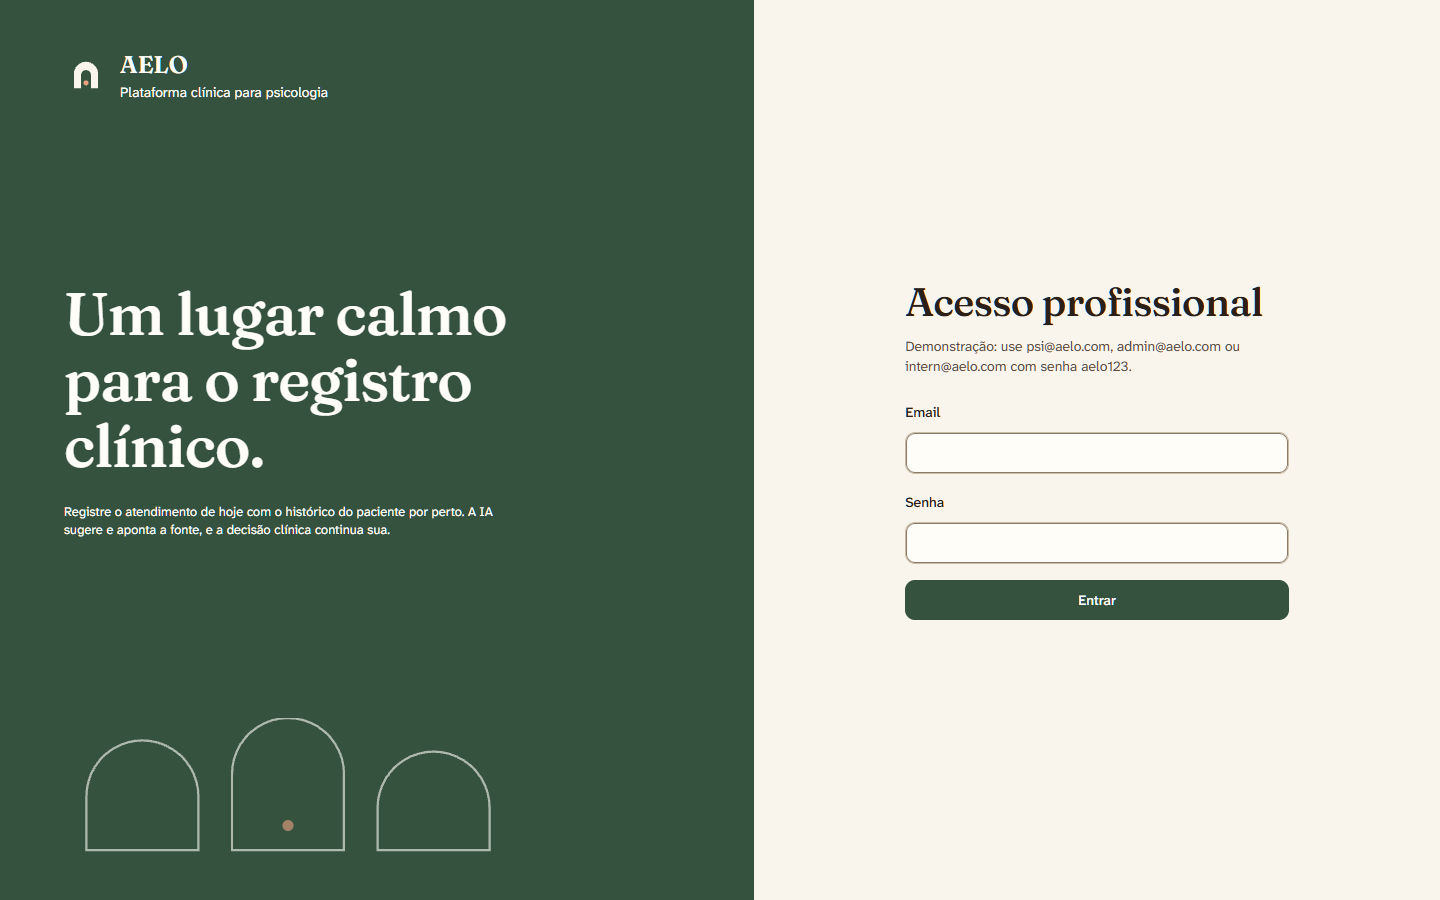 AELO
Plataforma clínica para psicologia
Um lugar calmo
para o registro
clínico.
Registre o atendimento de hoje com o histórico do paciente por perto. A IA
sugere e aponta a fonte, e a decisão clínica continua sua.
Acesso profissional
Demonstração: use psi@aelo.com, admin@aelo.com ou
intern@aelo.com com senha aelo123.
Email
Senha
Entrar